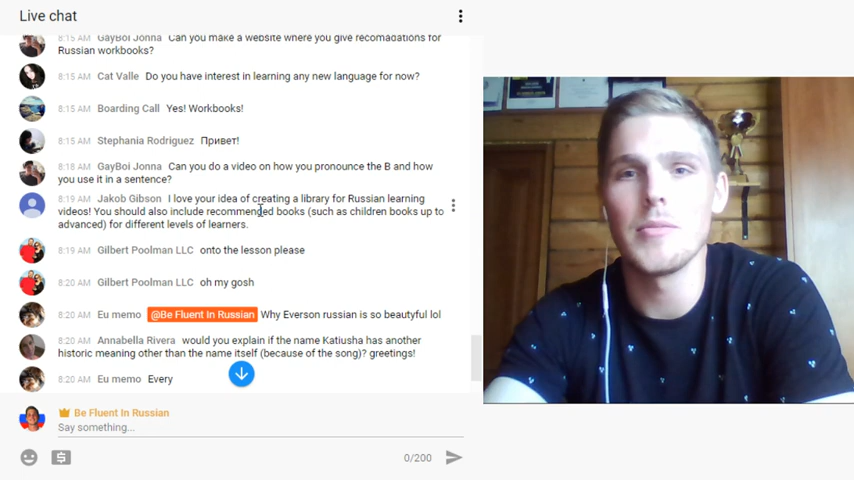 Live chat
8:15 AM GayBoi Jonna Can you make a website where you give recomadations for
Russian workbooks?
8:15 AM Cat Valle Do you have interest in learning any new language for now?
8:15 AM Boarding Call Yes! Workbooks!
8:15 AM Stephania Rodriguez Привет!
8:18 AM GayBoi Jonna Can you do a video on how you pronounce the B and how
you use it in a sentence?
8:19 AM Jakob Gibson I love your idea of creating a library for Russian learning
videos! You should also include recommended books (such as children books up to
advanced) for different levels of learners.
8:19 AM Gilbert Poolman LLC onto the lesson please
8:20 AM Gilbert Poolman LLC oh my gosh
8:20 AM Eu memo @Be Fluent In Russian Why Everson russian is so beautyful lol
8:20 AM Annabella Rivera would you explain if the name Katiusha has another
historic meaning other than the name itself (because of the song)? greetings!
8:20 AM Eu memo Every
Be Fluent In Russian
Say something...
0/200